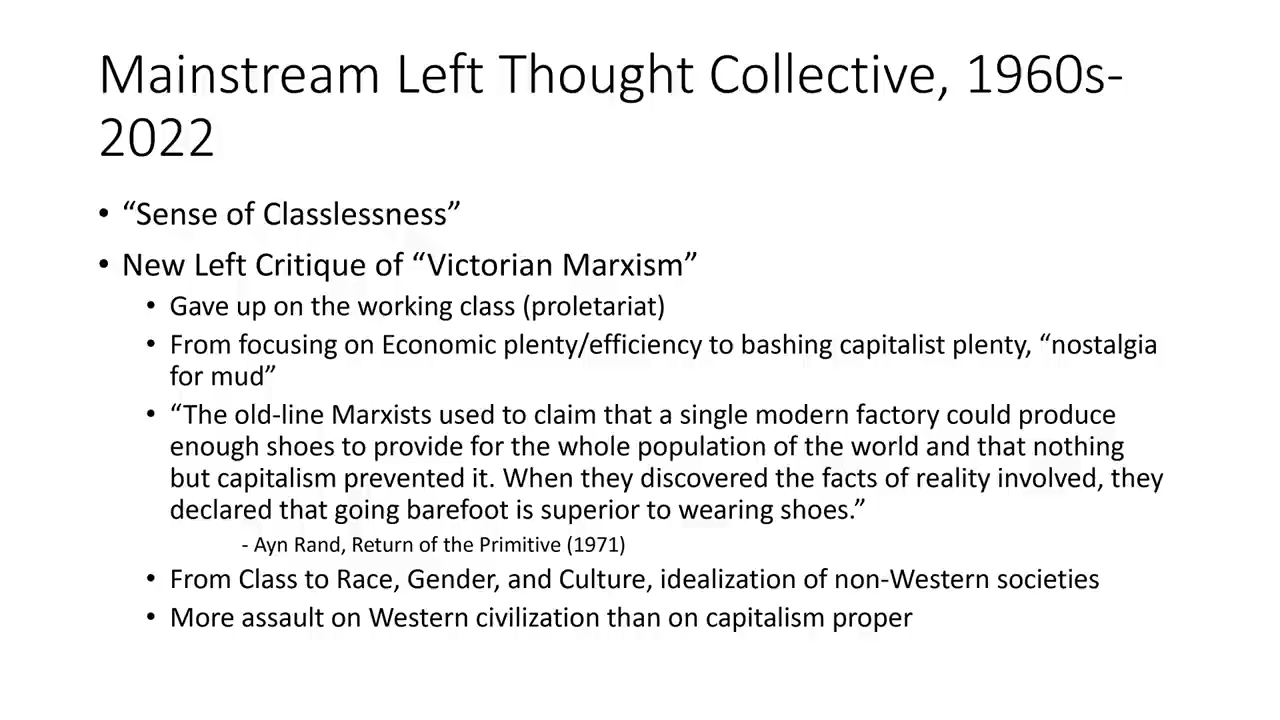 Mainstream Left Thought Collective, 1960s-
2022
• “Sense of Classlessness”
• New Left Critique of “Victorian Marxism”
• Gave up on the working class (proletariat)
• From focusing on Economic plenty/efficiency to bashing capitalist plenty, “nostalgia
for mud”
• “The old-line Marxists used to claim that a single modern factory could produce
enough shoes to provide for the whole population of the world and that nothing
but capitalism prevented it. When they discovered the facts of reality involved, they
declared that going barefoot is superior to wearing shoes.”
- Ayn Rand, Return of the Primitive (1971)
• From Class to Race, Gender, and Culture, idealization of non-Western societies
• More assault on Western civilization than on capitalism proper